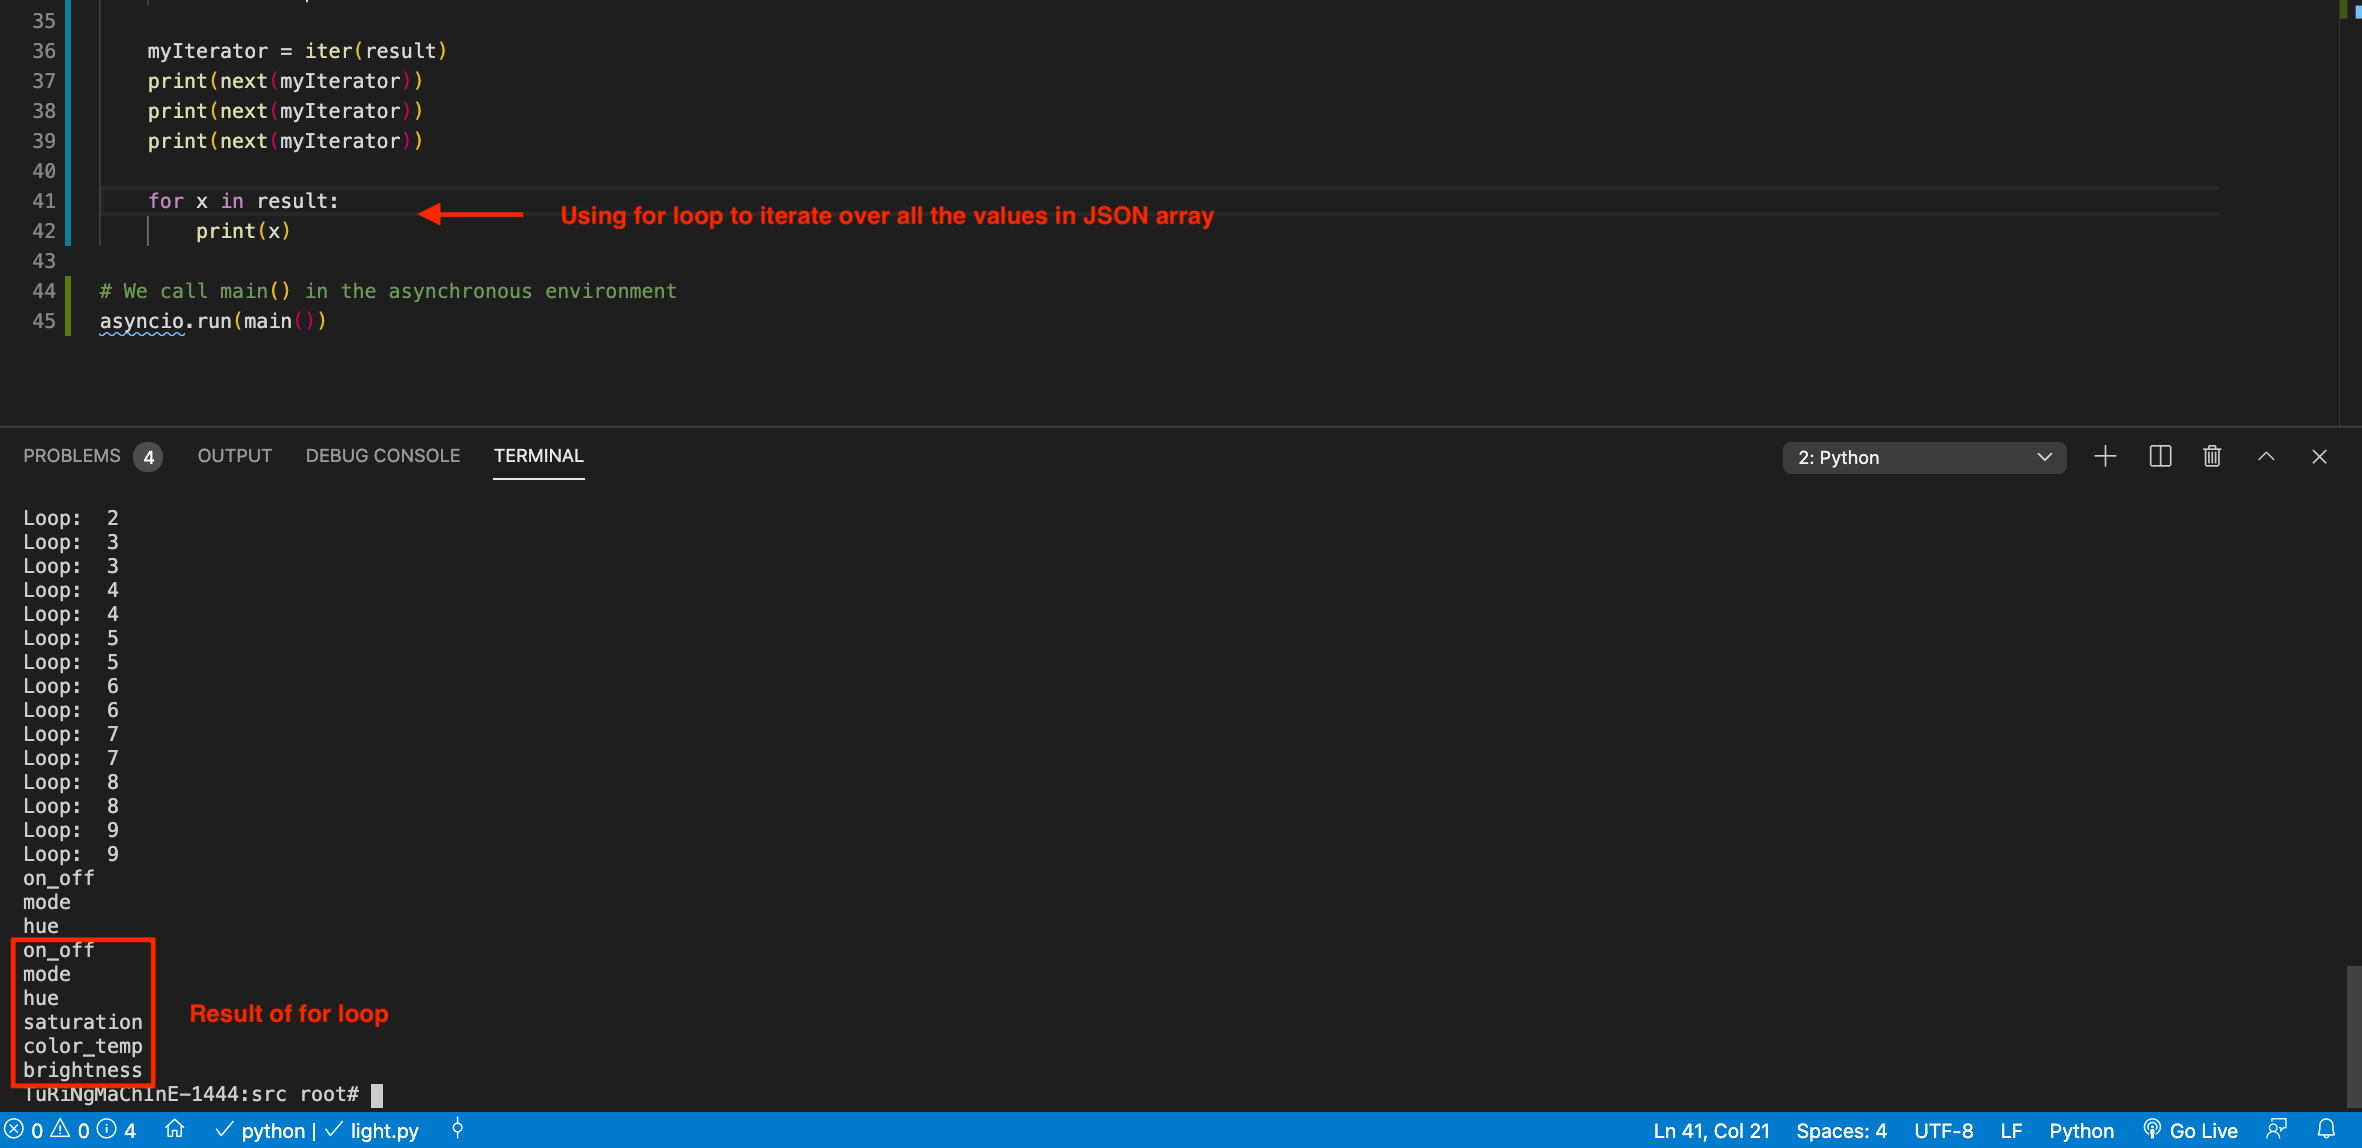 35
36 myIterator = iter(result)
37 print(next(myIterator))
38 print(next(myIterator))
39 print(next(myIterator))
40
41 for x in result:
Using for loop to iterate over all the values in JSON array
42 print(x)
43
44 # We call main() in the asynchronous environment
45 asyncio.run(main())
PROBLEMS 4 OUTPUT DEBUG CONSOLE TERMINAL 2: Python
Loop: 2
Loop: 3
Loop: 3
Loop: 4
Loop: 4
Loop: 5
Loop: 5
Loop: 6
Loop: 6
Loop: 7
Loop: 7
Loop: 8
Loop: 8
Loop: 9
Loop: 9
on_off
mode
hue
on_off
mode
hue
saturation
Result of for loop
color_temp
brightness
TuRiNgMaChInE-1444:src root#
0 0 4 python | light.py Ln 41, Col 21 Spaces: 4 UTF-8 LF Python Go Live